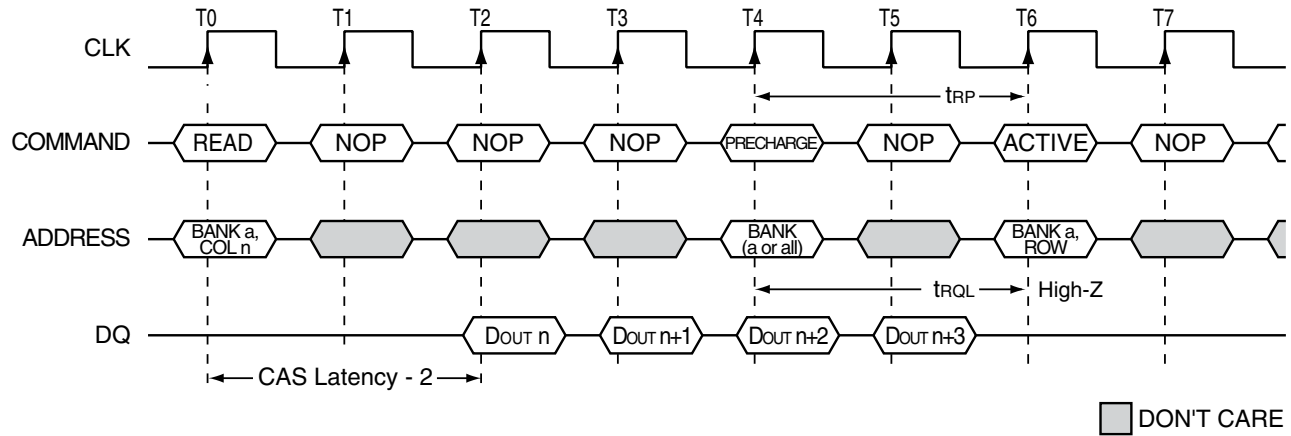 T0 T1 T2 T3 T4 T5 T6 T7
CLK
tRP
COMMAND READ NOP NOP NOP PRECHARGE NOP ACTIVE NOP
ADDRESS BANK a, COL n BANK (a or all) BANK a, ROW
tRQL High-Z
DQ DOUT n DOUT n+1 DOUT n+2 DOUT n+3
CAS Latency - 2
DON'T CARE